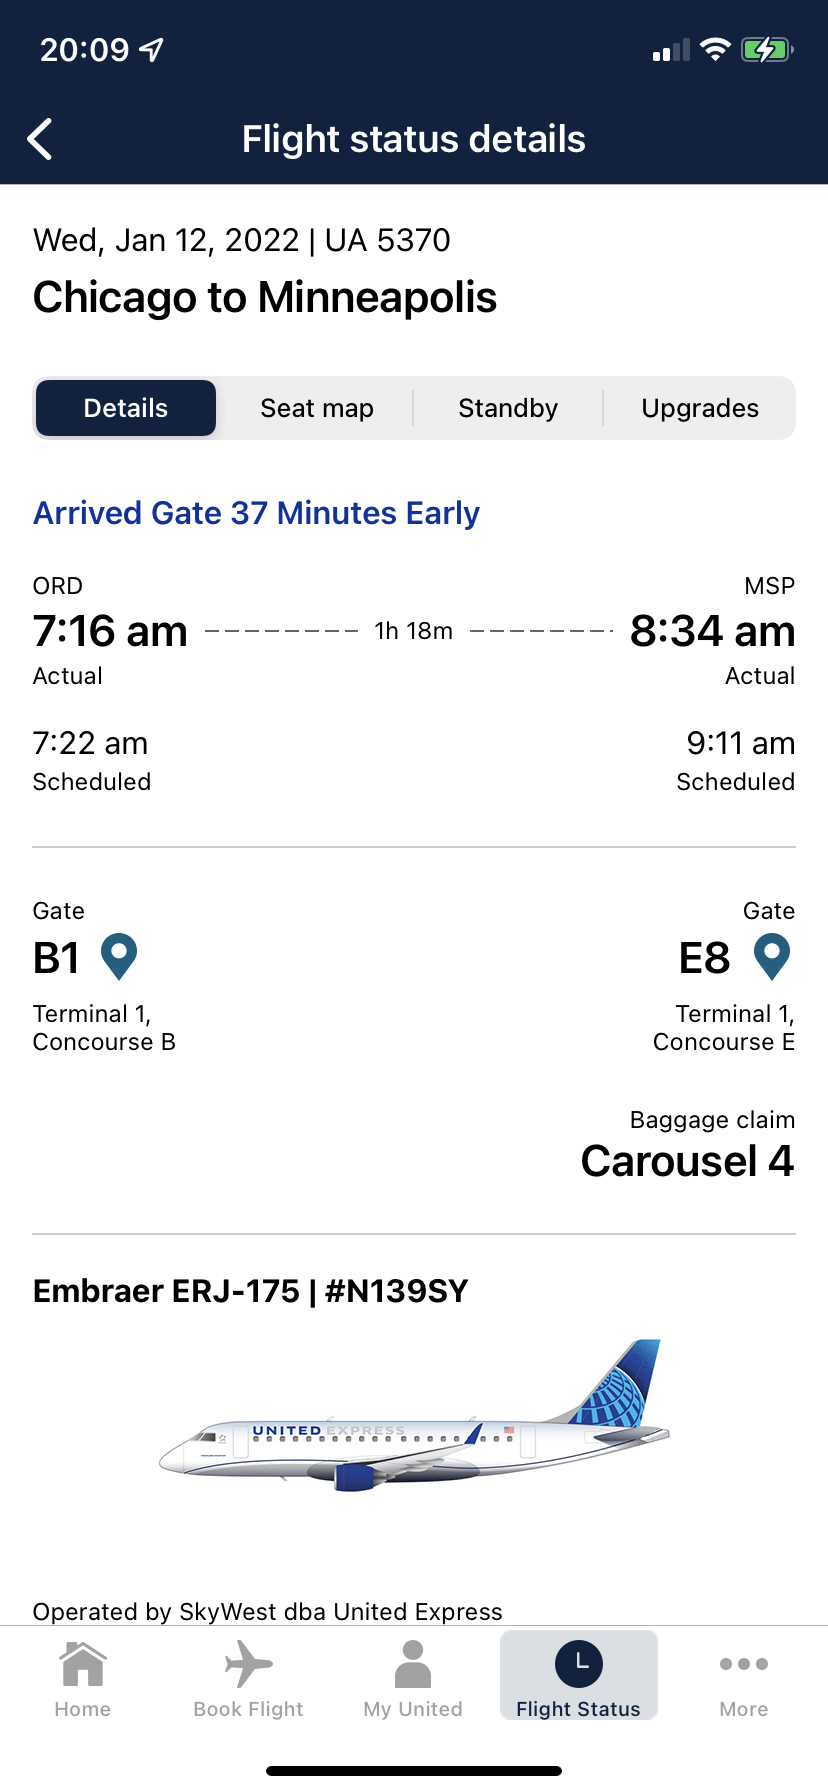 20:09
Flight status details
Wed, Jan 12, 2022 | UA 5370
Chicago to Minneapolis
Details Seat map Standby Upgrades
Arrived Gate 37 Minutes Early
ORD MSP
7:16 am 1h 18m 8:34 am
Actual Actual
7:22 am 9:11 am
Scheduled Scheduled
Gate Gate
B1 E8
Terminal 1, Terminal 1,
Concourse B Concourse E
Baggage claim
Carousel 4
Embraer ERJ-175 | #N139SY
UNITED EXPRESS
Operated by SkyWest dba United Express
Home Book Flight My United Flight Status More